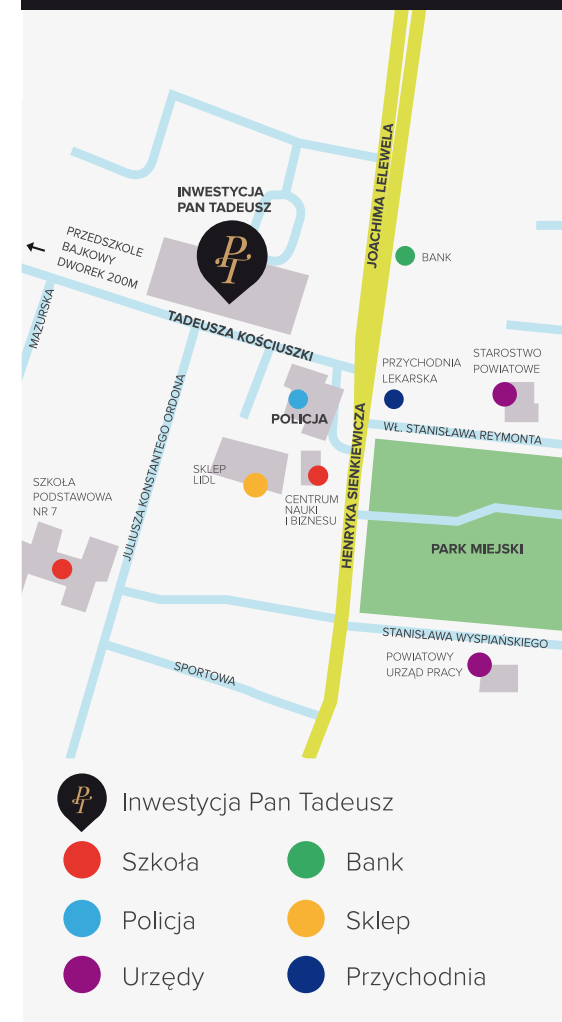 INWESTYCJA
PAN TADEUSZ
PT
JOACHIMA LELEWELA
BANK
PRZEDSZKOLE
BAJKOWY
DWOREK 200M
MAZURSKA
TADEUSZA KOŚCIUSZKI
PRZYCHODNIA
LEKARSKA
STAROSTWO
POWIATOWE
POLICJA
WŁ. STANISŁAWA REYMONTA
JULIUSZA KONSTANTEGO ORDONA
HENRYKA SIENKIEWICZA
SKLEP
LIDL
CENTRUM
NAUKI
I BIZNESU
SZKOŁA
PODSTAWOWA
NR 7
PARK MIEJSKI
STANISŁAWA WYSPIAŃSKIEGO
POWIATOWY
URZĄD PRACY
SPORTOWA
PT
Inwestycja Pan Tadeusz
Szkoła
Bank
Policja
Sklep
Urzędy
Przychodnia